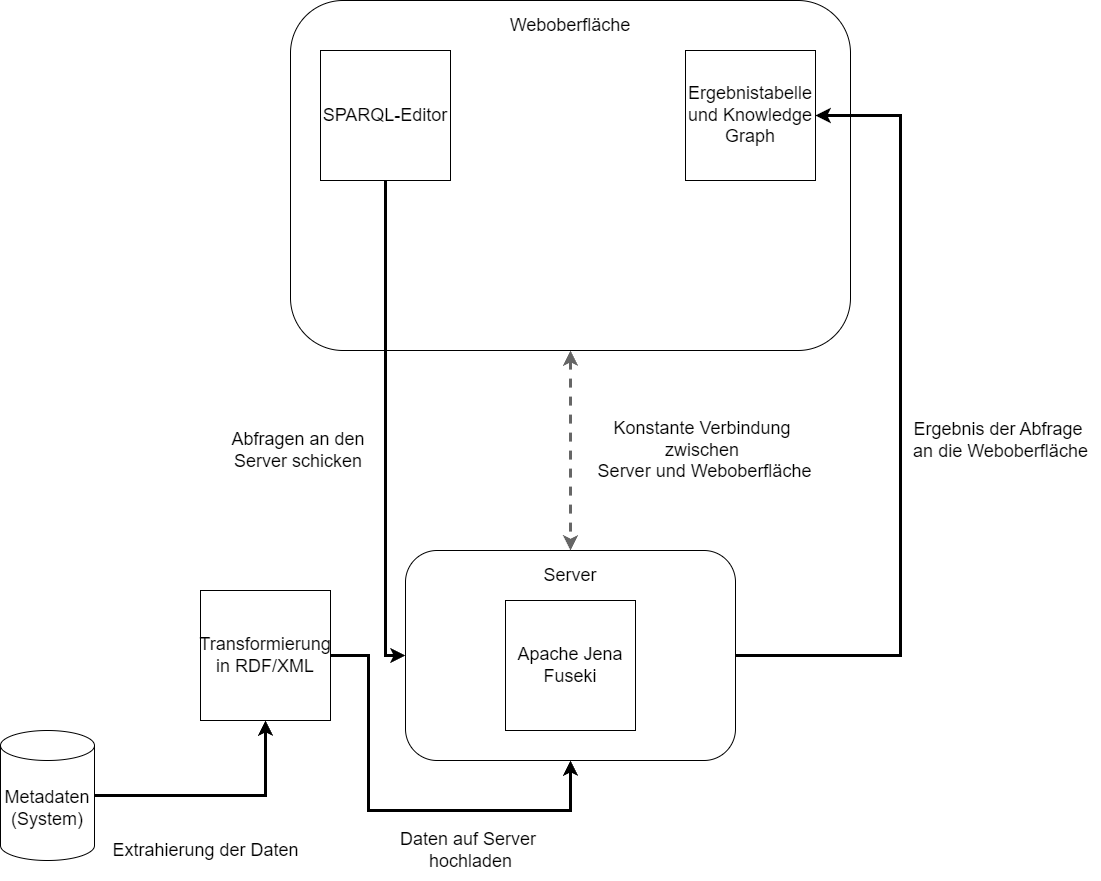 Weboberfläche
SPARQL-Editor
Ergebnistabelle
und Knowledge
Graph
Abfragen an den
Server schicken
Konstante Verbindung
zwischen
Server und Weboberfläche
Ergebnis der Abfrage
an die Weboberfläche
Server
Apache Jena
Fuseki
Transformierung
in RDF/XML
Metadaten
(System)
Extrahierung der Daten
Daten auf Server
hochladen